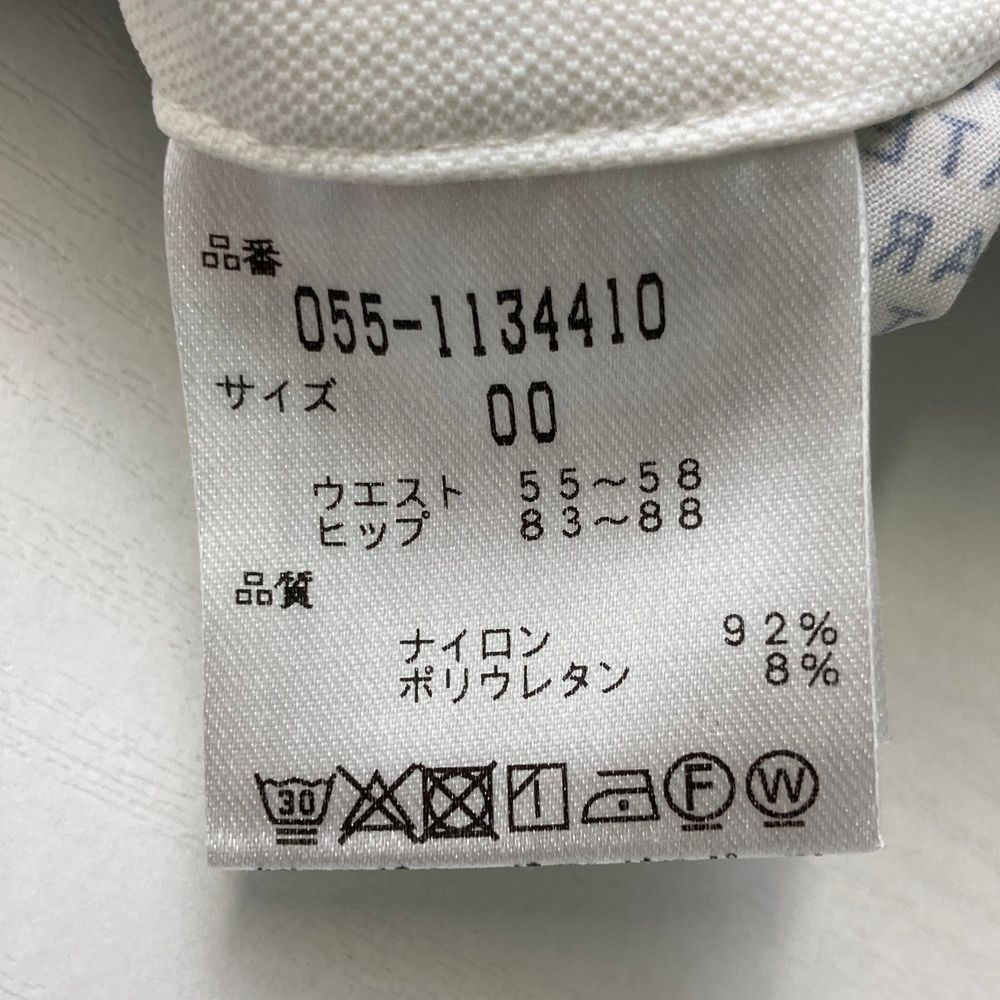 品番
055-1134410
サイズ 00
ウエスト 55～58
ヒップ 83～88
品質
ナイロン 92%
ポリウレタン 8%
30 F W